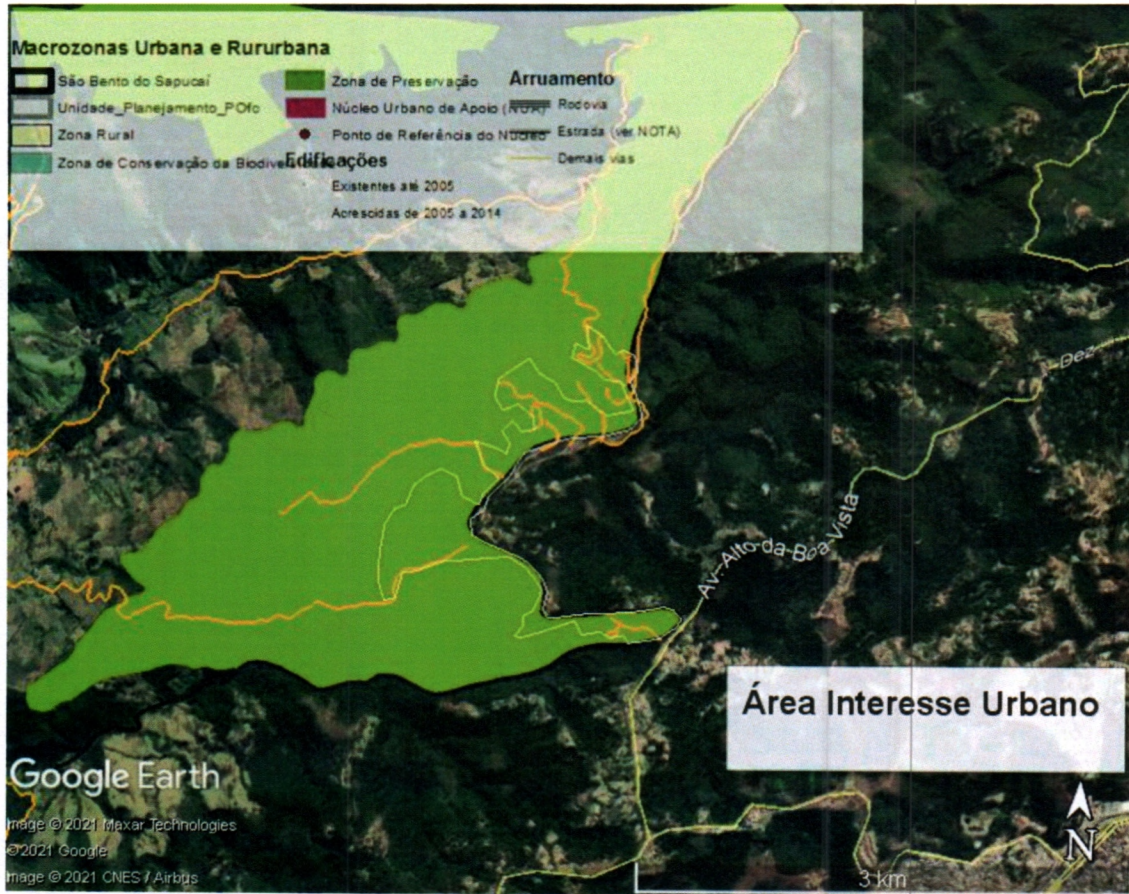 Macrozonas Urbana e Rururbana
São Bento do Sapucaí
Unidade_Planejamento_POfo
Zona Rural
Zona de Conservação da Biodiversidade
Zona de Preservação
Núcleo Urbano de Apoio (NUA)
Ponto de Referência do Núcleo
Edificações
Existentes até 2005
Acrescidas de 2005 a 2014
Arruamento
Rodovia
Estrada (ver NOTA)
Demais vias
Dez
Av. Alto da Boa Vista
Área Interesse Urbano
Google Earth
Image © 2021 Maxar Technologies
© 2021 Google
Image © 2021 CNES / Airbus
N
3 km